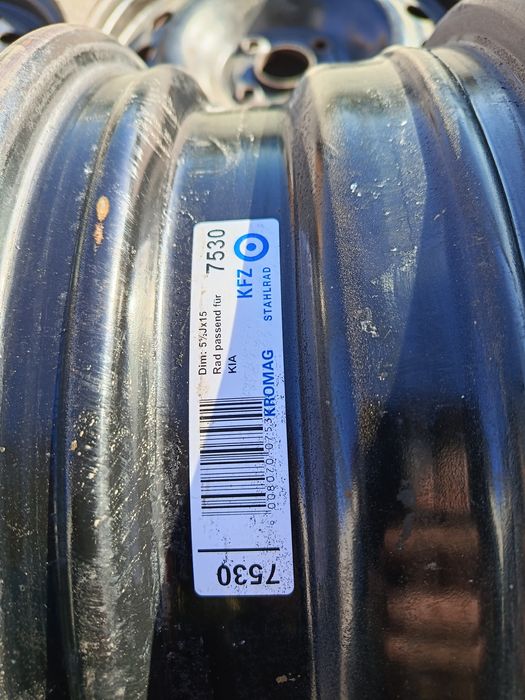 7530
Dim: 5½Jx15
Rad passend für
KIA
KFZ
STAHLRAD
KROMAG
7530